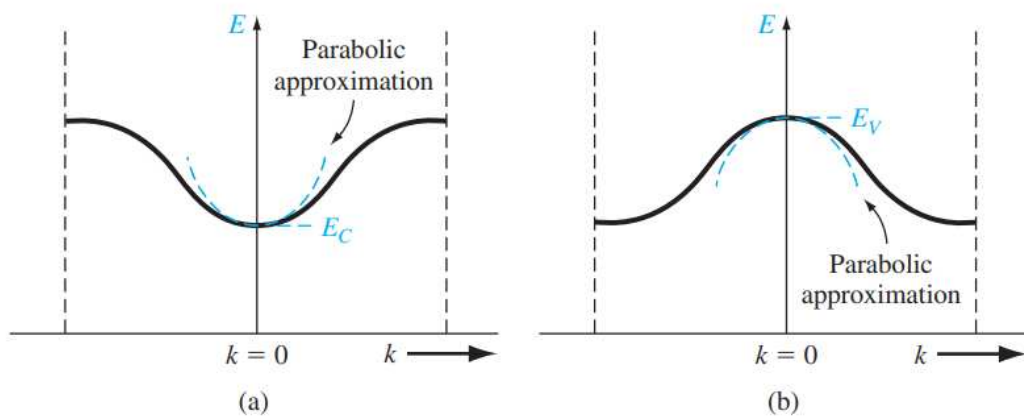 E
Parabolic
approximation
E_C
k = 0
k
(a)
E
E_V
Parabolic
approximation
k = 0
k
(b)